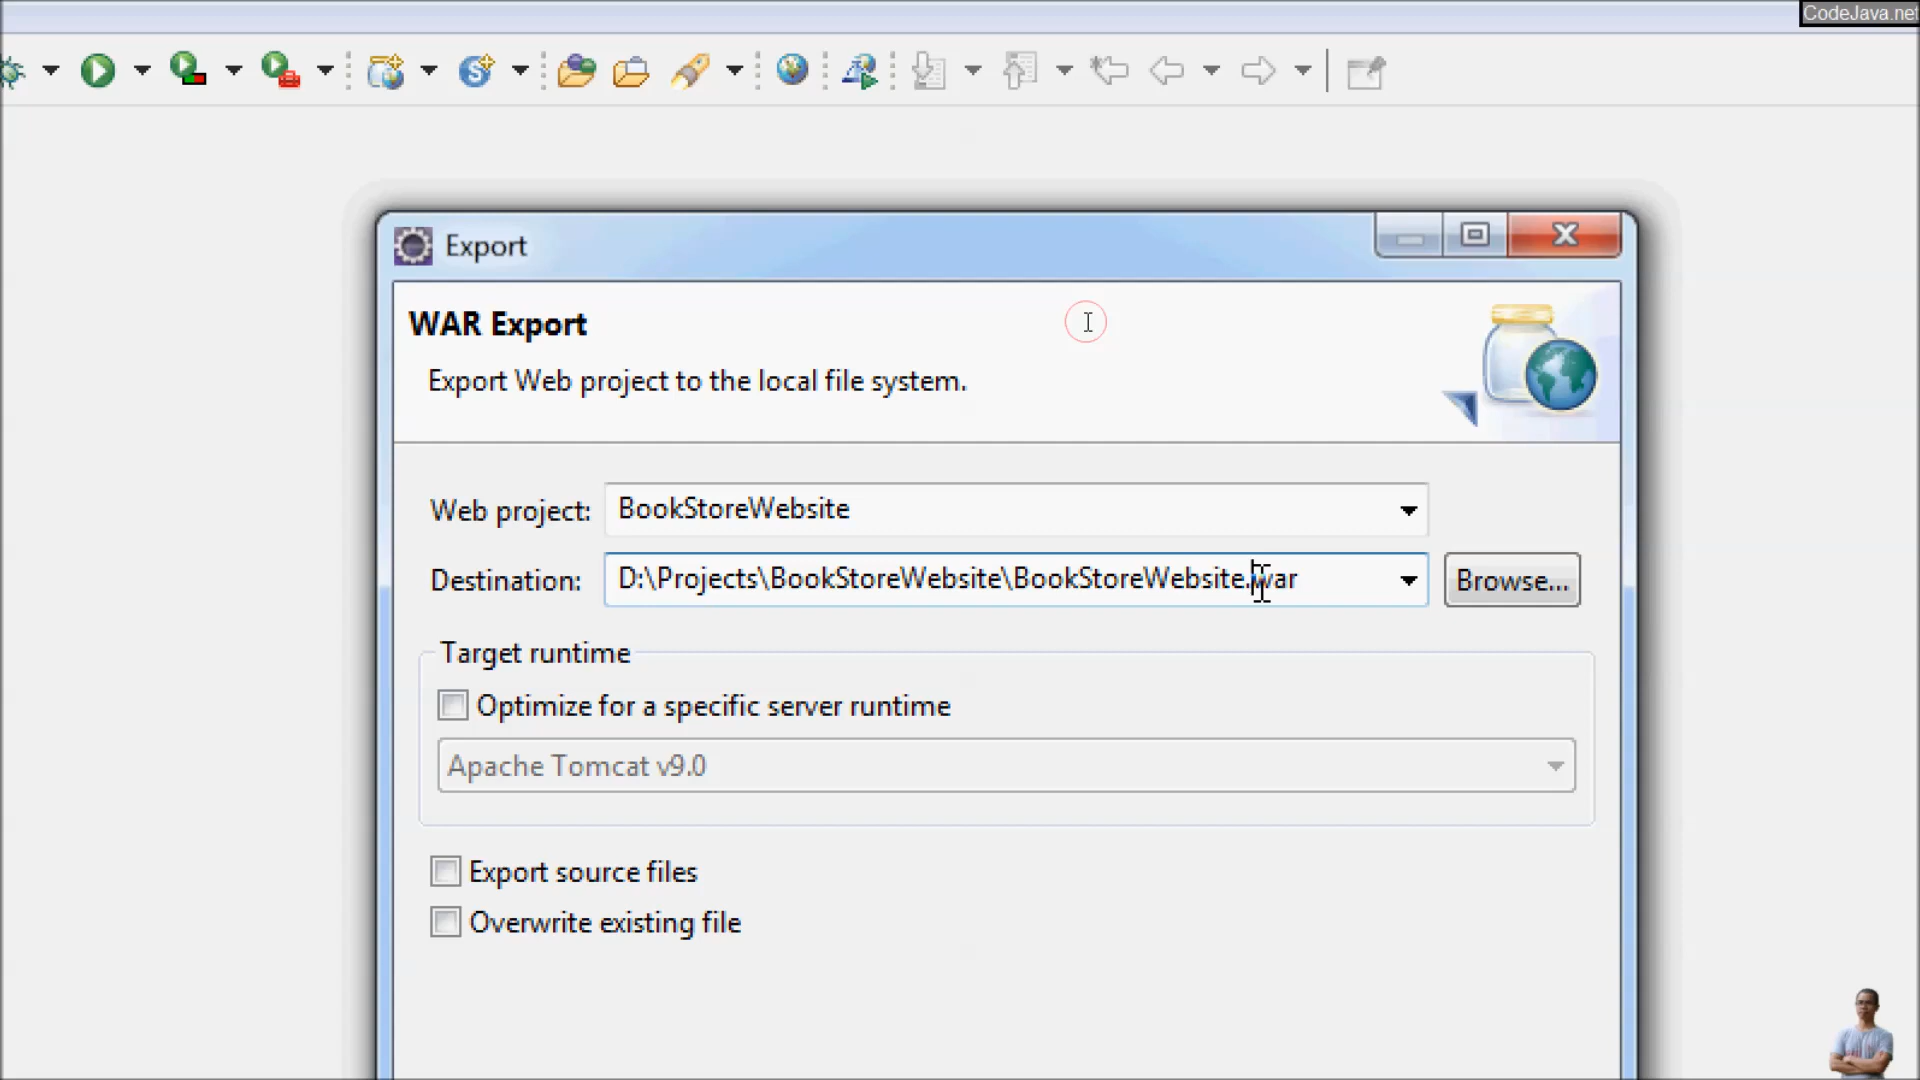 CodeJava.net
Export
WAR Export
Export Web project to the local file system.
Web project: BookStoreWebsite
Destination: D:\Projects\BookStoreWebsite\BookStoreWebsite.war Browse...
Target runtime
Optimize for a specific server runtime
Apache Tomcat v9.0
Export source files
Overwrite existing file